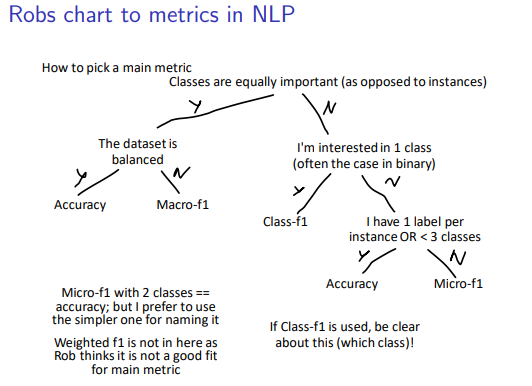 Robs chart to metrics in NLP
How to pick a main metric
Classes are equally important (as opposed to instances)
Y
N
The dataset is
balanced
I'm interested in 1 class
(often the case in binary)
Y
N
Y
N
Accuracy
Macro-f1
Class-f1
I have 1 label per
instance OR < 3 classes
Y
N
Accuracy
Micro-f1
Micro-f1 with 2 classes ==
accuracy; but I prefer to use
the simpler one for naming it
Weighted f1 is not in here as
Rob thinks it is not a good fit
for main metric
If Class-f1 is used, be clear
about this (which class)!